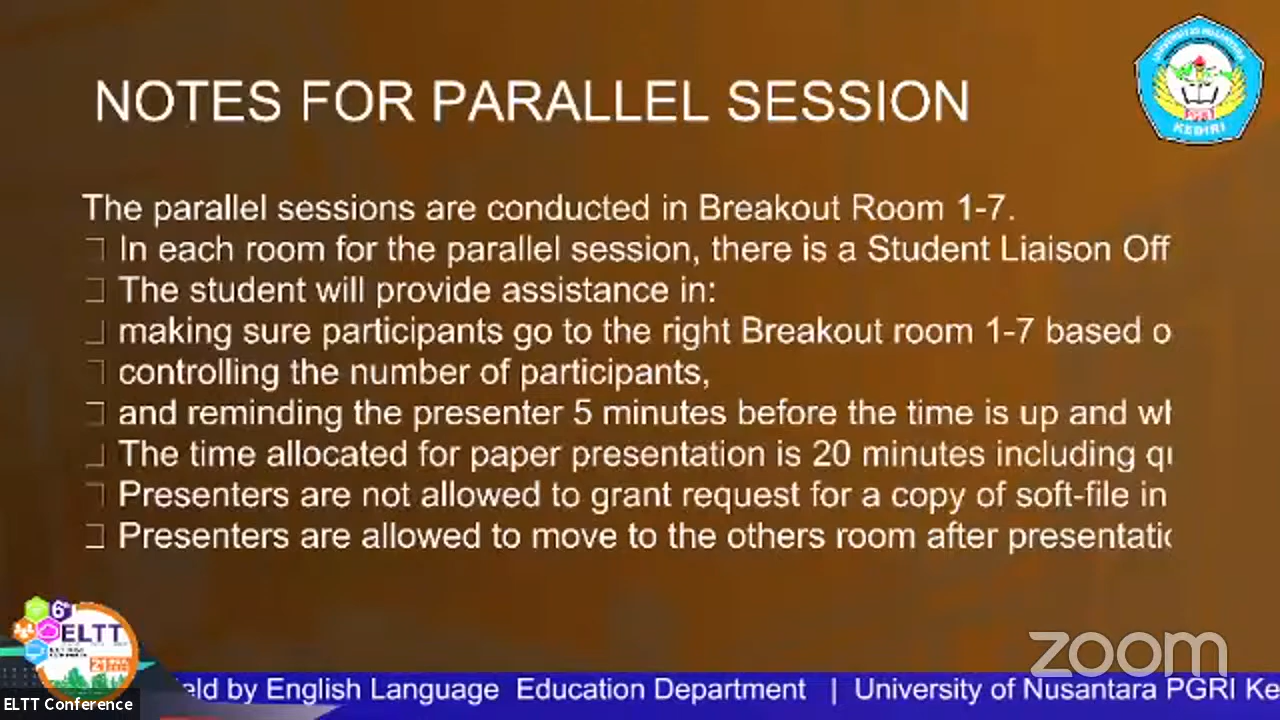 NOTES FOR PARALLEL SESSION
The parallel sessions are conducted in Breakout Room 1-7.
In each room for the parallel session, there is a Student Liaison Off
The student will provide assistance in:
making sure participants go to the right Breakout room 1-7 based o
controlling the number of participants,
and reminding the presenter 5 minutes before the time is up and wh
The time allocated for paper presentation is 20 minutes including qu
Presenters are not allowed to grant request for a copy of soft-file in
Presenters are allowed to move to the others room after presentatio
KEDIRI
6th
ELTT
zoom
eld by English Language Education Department | University of Nusantara PGRI Ke
ELTT Conference